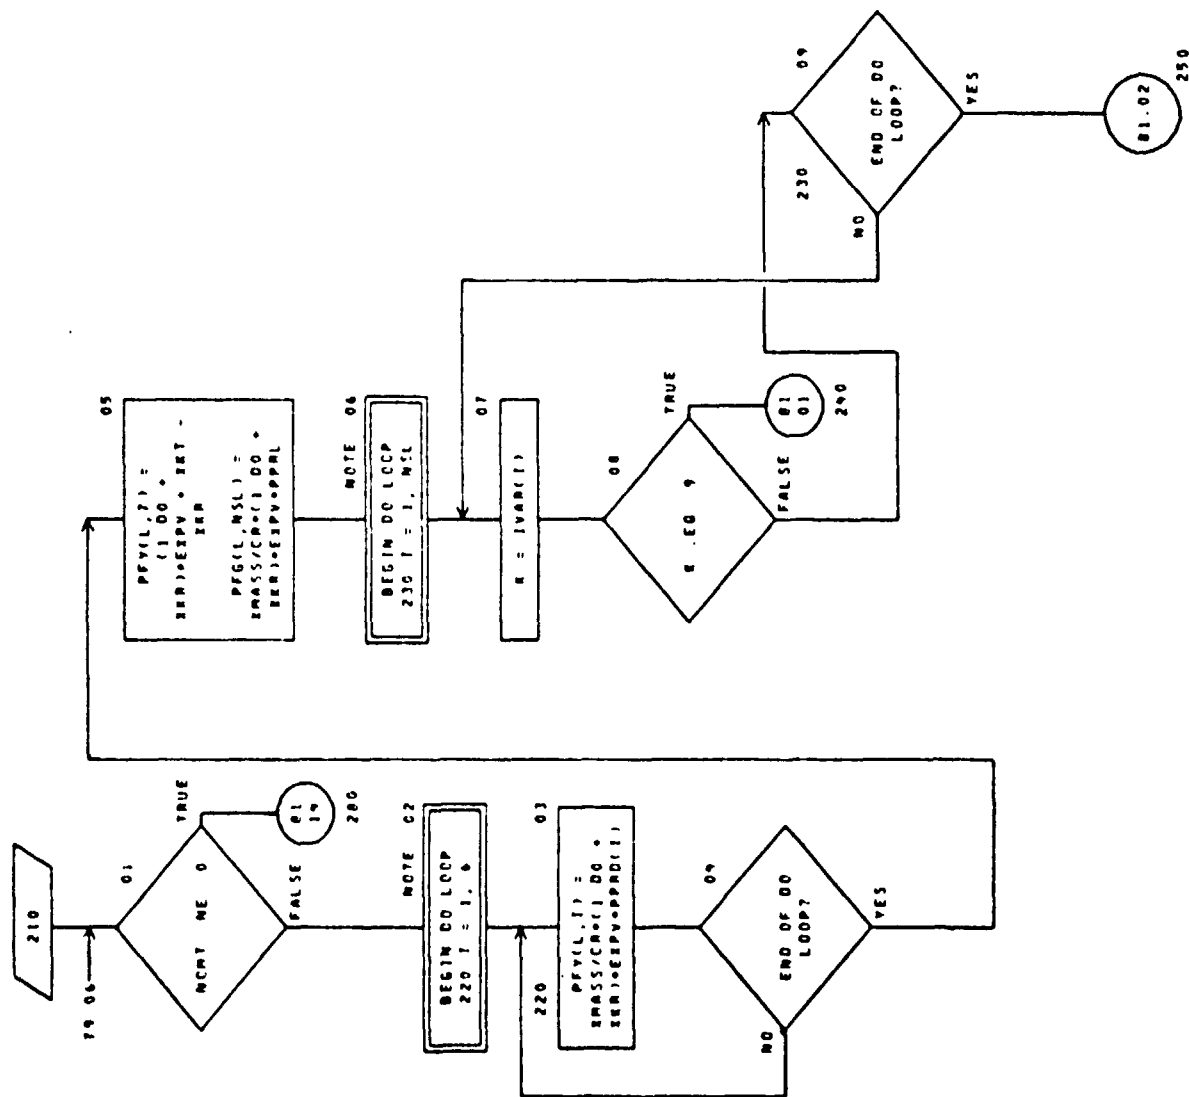 210
79.06
01
NCMT NE 0
TRUE
81
19
280
FALSE
NOTE 02
BEGIN DO LOOP
220 I = 1, 6
220
03
PFY(L,I) =
XMASS/CR*(1 DO +
XKR)*EXPV*PPRD(I)
04
END OF DO
LOOP?
NO
YES
05
PFY(L,7) =
(1 DO +
XKR)*EXPV + XKT -
XKR
PFG(L,NSL) =
XMASS/CR*(1 DO +
XKR)*EXPV*PPRL
NOTE 06
BEGIN DO LOOP
230 I = 1, NSL
07
K = IVAR(I)
08
K .EQ 9
TRUE
81
01
240
FALSE
230
09
END OF DO
LOOP?
NO
YES
81.02
250